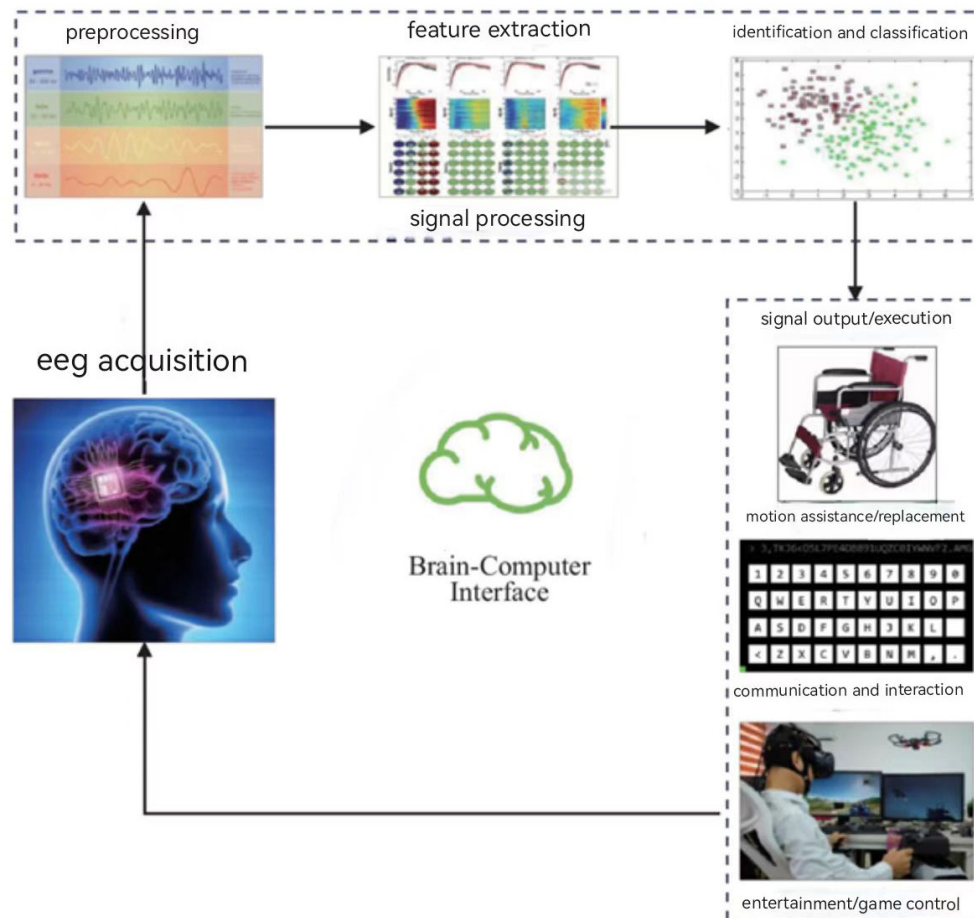 preprocessing
feature extraction
identification and classification
signal processing
eeg acquisition
signal output/execution
motion assistance/replacement
Brain-Computer
Interface
1 2 3 4 5 6 7 8 9 0
Q W E R T Y U I O P
A S D F G H J K L
< Z X C V B N M , .
communication and interaction
entertainment/game control